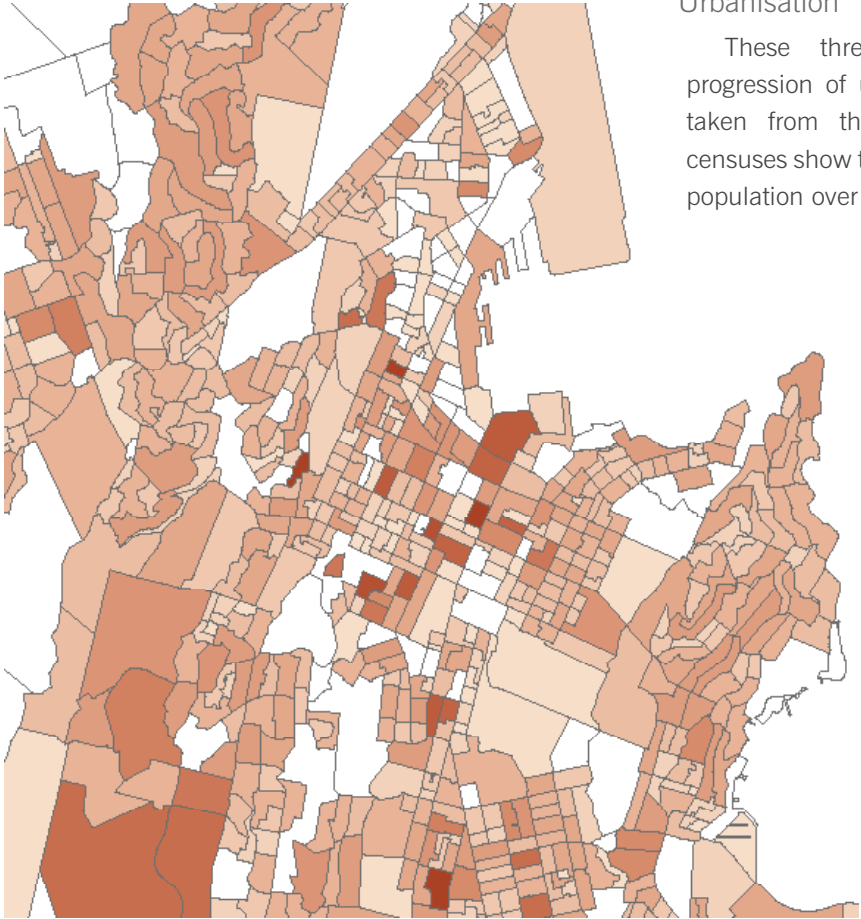 Urbanisation
These thre
progression of u
taken from th
censuses show t
population over